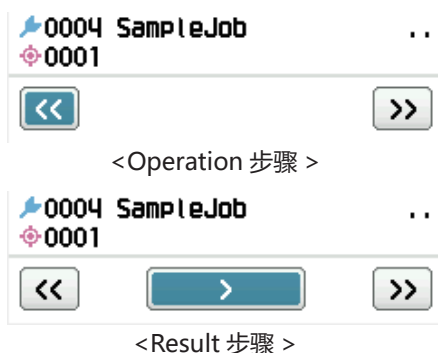 0004 SampleJob ..
0001
<< >>
<Operation 步骤 >
0004 SampleJob ..
0001
<< > >>
<Result 步骤 >